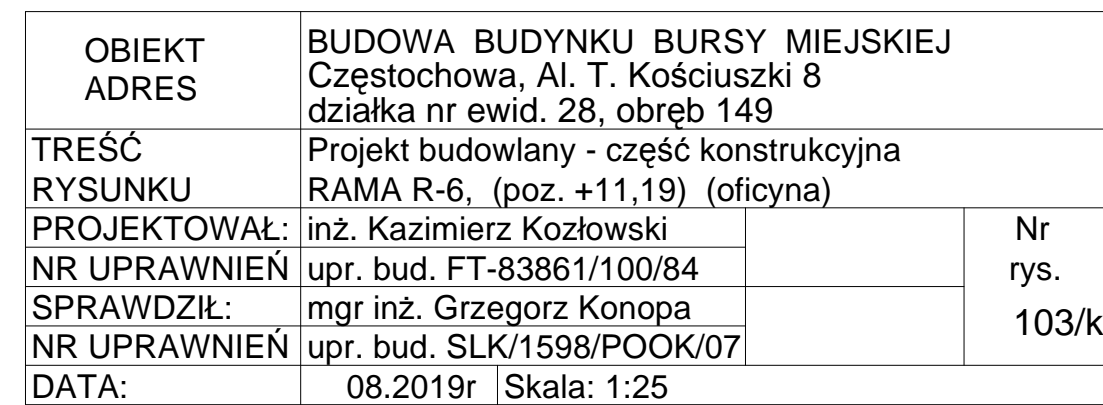 OBIEKT
ADRES
BUDOWA BUDYNKU BURSY MIEJSKIEJ
Częstochowa, Al. T. Kościuszki 8
działka nr ewid. 28, obręb 149
TREŚĆ
RYSUNKU
Projekt budowlany - część konstrukcyjna
RAMA R-6, (poz. +11,19) (oficyna)
PROJEKTOWAŁ: inż. Kazimierz Kozłowski
NR UPRAWNIEŃ upr. bud. FT-83861/100/84
SPRAWDZIŁ: mgr inż. Grzegorz Konopa
NR UPRAWNIEŃ upr. bud. SLK/1598/POOK/07
Nr
rys.
103/k
DATA: 08.2019r Skala: 1:25